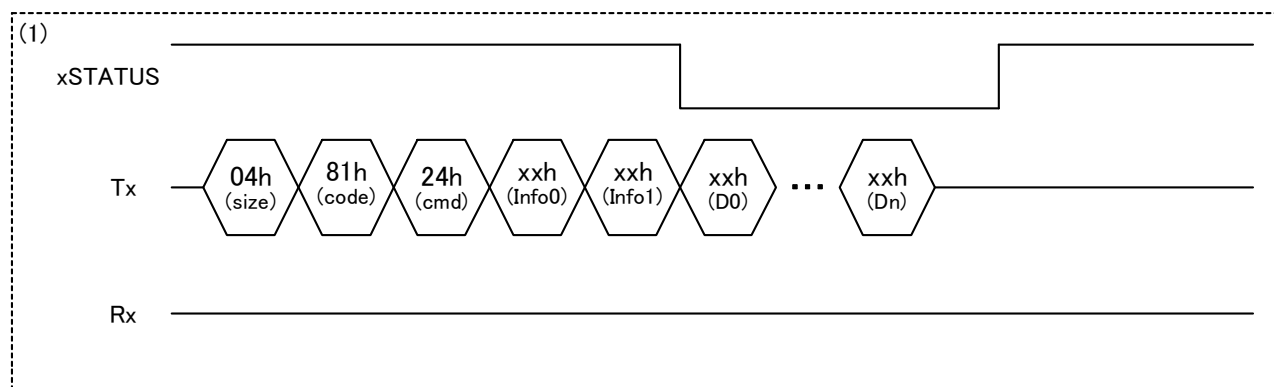 (1)
xSTATUS
Tx
04h
(size)
81h
(code)
24h
(cmd)
xxh
(Info0)
xxh
(Info1)
xxh
(D0)
...
xxh
(Dn)
Rx